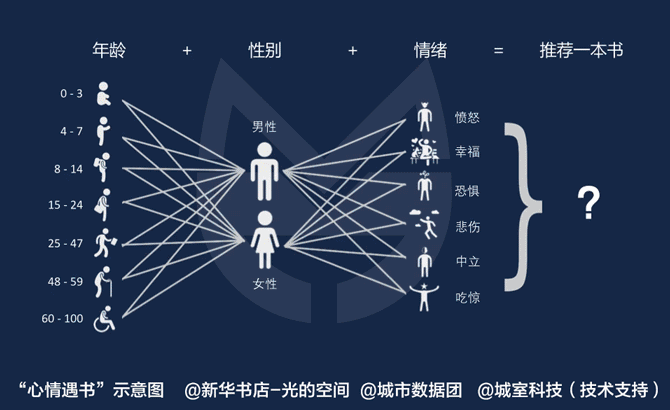 年龄 + 性别 + 情绪 = 推荐一本书
0 - 3
4 - 7
8 - 14
15 - 24
25 - 47
48 - 59
60 - 100
男性
女性
愤怒
幸福
恐惧
悲伤
中立
吃惊
?
“心情遇书”示意图 @新华书店—光的空间 @城市数据团 @城室科技（技术支持）